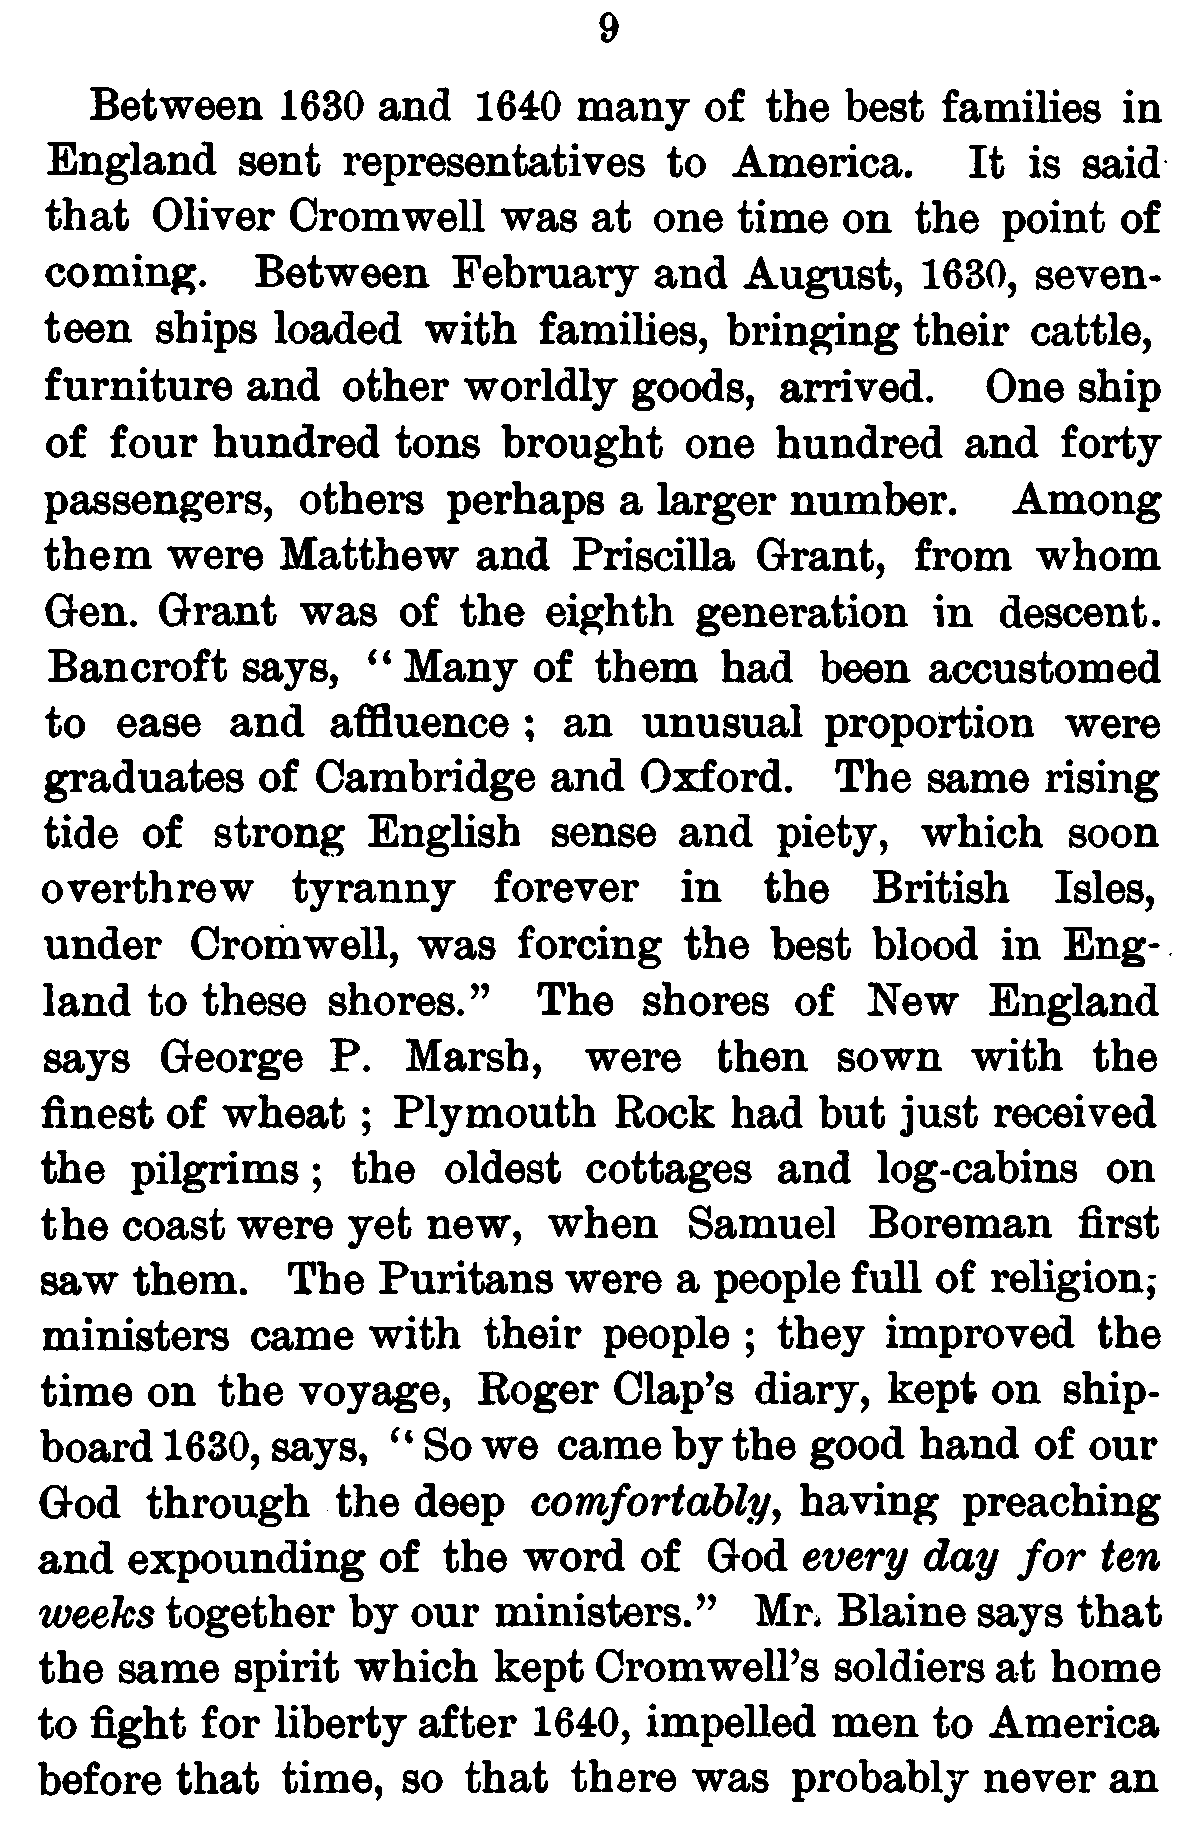 9
Between 1630 and 1640 many of the best families in
England sent representatives to America. It is said
that Oliver Cromwell was at one time on the point of
coming. Between February and August, 1630, seven-
teen ships loaded with families, bringing their cattle,
furniture and other worldly goods, arrived. One ship
of four hundred tons brought one hundred and forty
passengers, others perhaps a larger number. Among
them were Matthew and Priscilla Grant, from whom
Gen. Grant was of the eighth generation in descent.
Bancroft says, “Many of them had been accustomed
to ease and affluence ; an unusual proportion were
graduates of Cambridge and Oxford. The same rising
tide of strong English sense and piety, which soon
overthrew tyranny forever in the British Isles,
under Cromwell, was forcing the best blood in Eng-
land to these shores.” The shores of New England
says George P. Marsh, were then sown with the
finest of wheat ; Plymouth Rock had but just received
the pilgrims ; the oldest cottages and log-cabins on
the coast were yet new, when Samuel Boreman first
saw them. The Puritans were a people full of religion;
ministers came with their people ; they improved the
time on the voyage, Roger Clap’s diary, kept on ship-
board 1630, says, “So we came by the good hand of our
God through the deep comfortably, having preaching
and expounding of the word of God every day for ten
weeks together by our ministers.” Mr. Blaine says that
the same spirit which kept Cromwell’s soldiers at home
to fight for liberty after 1640, impelled men to America
before that time, so that there was probably never an